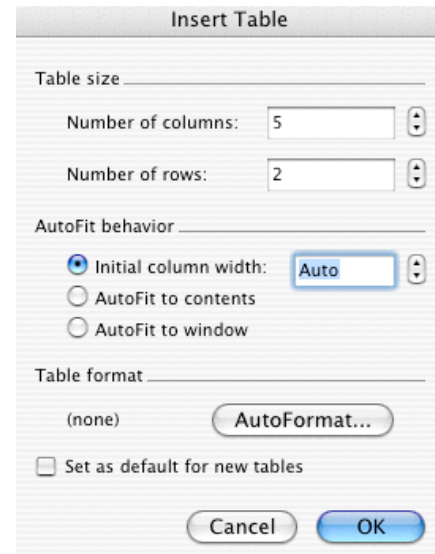 Insert Table
Table size
Number of columns: 5
Number of rows: 2
AutoFit behavior
Initial column width: Auto
AutoFit to contents
AutoFit to window
Table format
(none) AutoFormat...
Set as default for new tables
Cancel OK